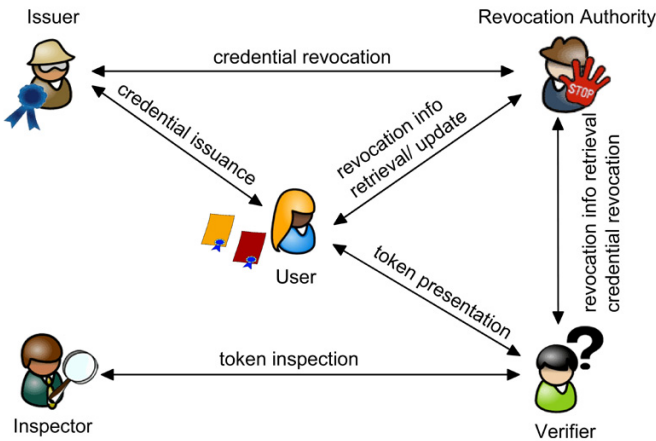 Issuer
Revocation Authority
credential revocation
STOP
credential issuance
revocation info
retrieval/ update
revocation info retrieval
credential revocation
User
token presentation
token inspection
Inspector
Verifier
?